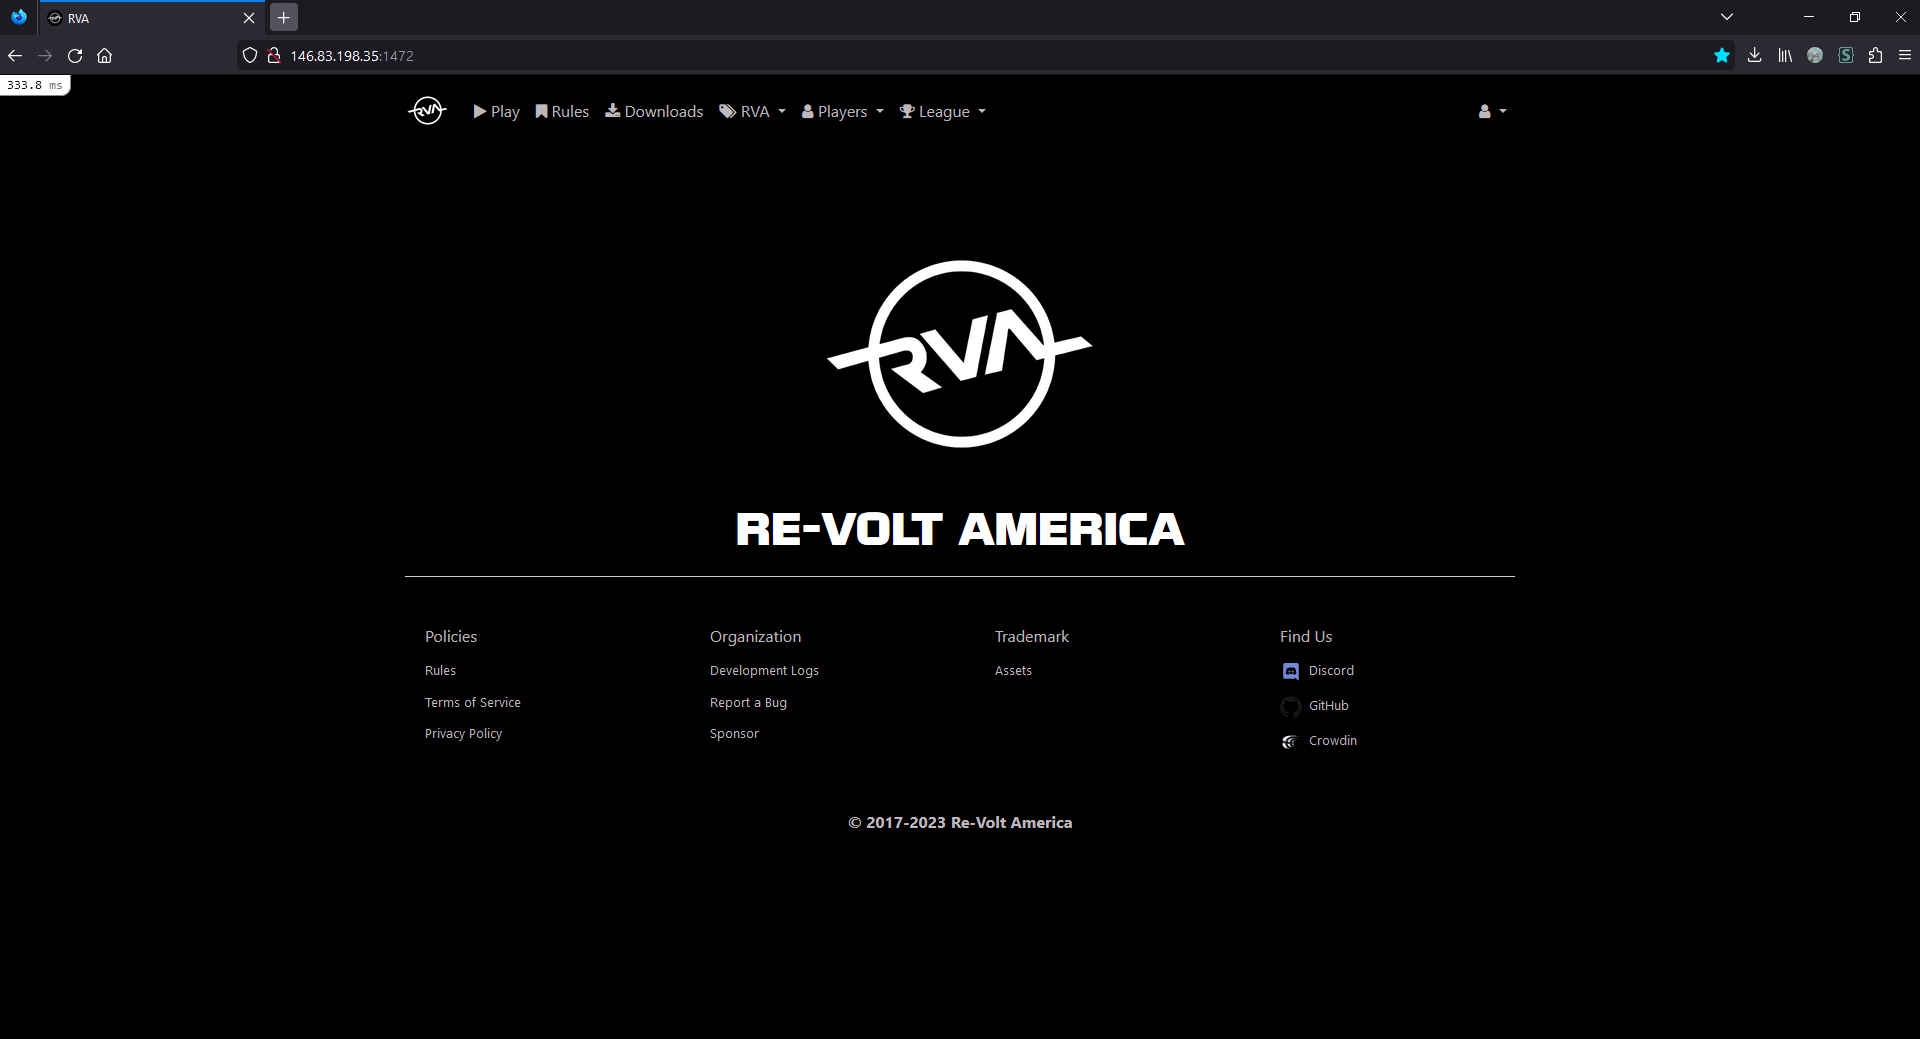 RVA
146.83.198.35:1472
333.8 ms
RVA Play Rules Downloads RVA Players League
RVA
RE-VOLT AMERICA
Policies
Rules
Terms of Service
Privacy Policy
Organization
Development Logs
Report a Bug
Sponsor
Trademark
Assets
Find Us
Discord
GitHub
Crowdin
© 2017-2023 Re-Volt America